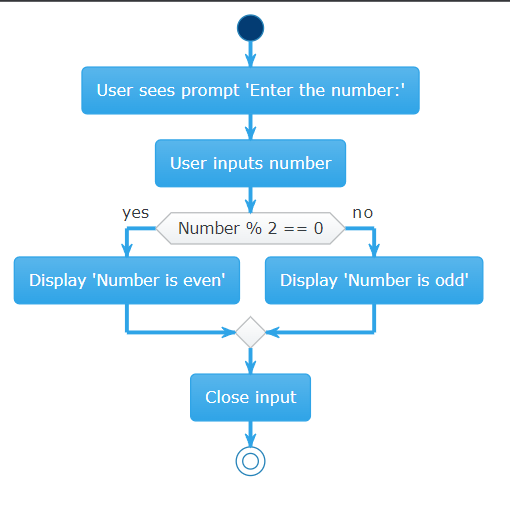 User sees prompt 'Enter the number:'
User inputs number
yes
no
Number % 2 == 0
Display 'Number is even'
Display 'Number is odd'
Close input